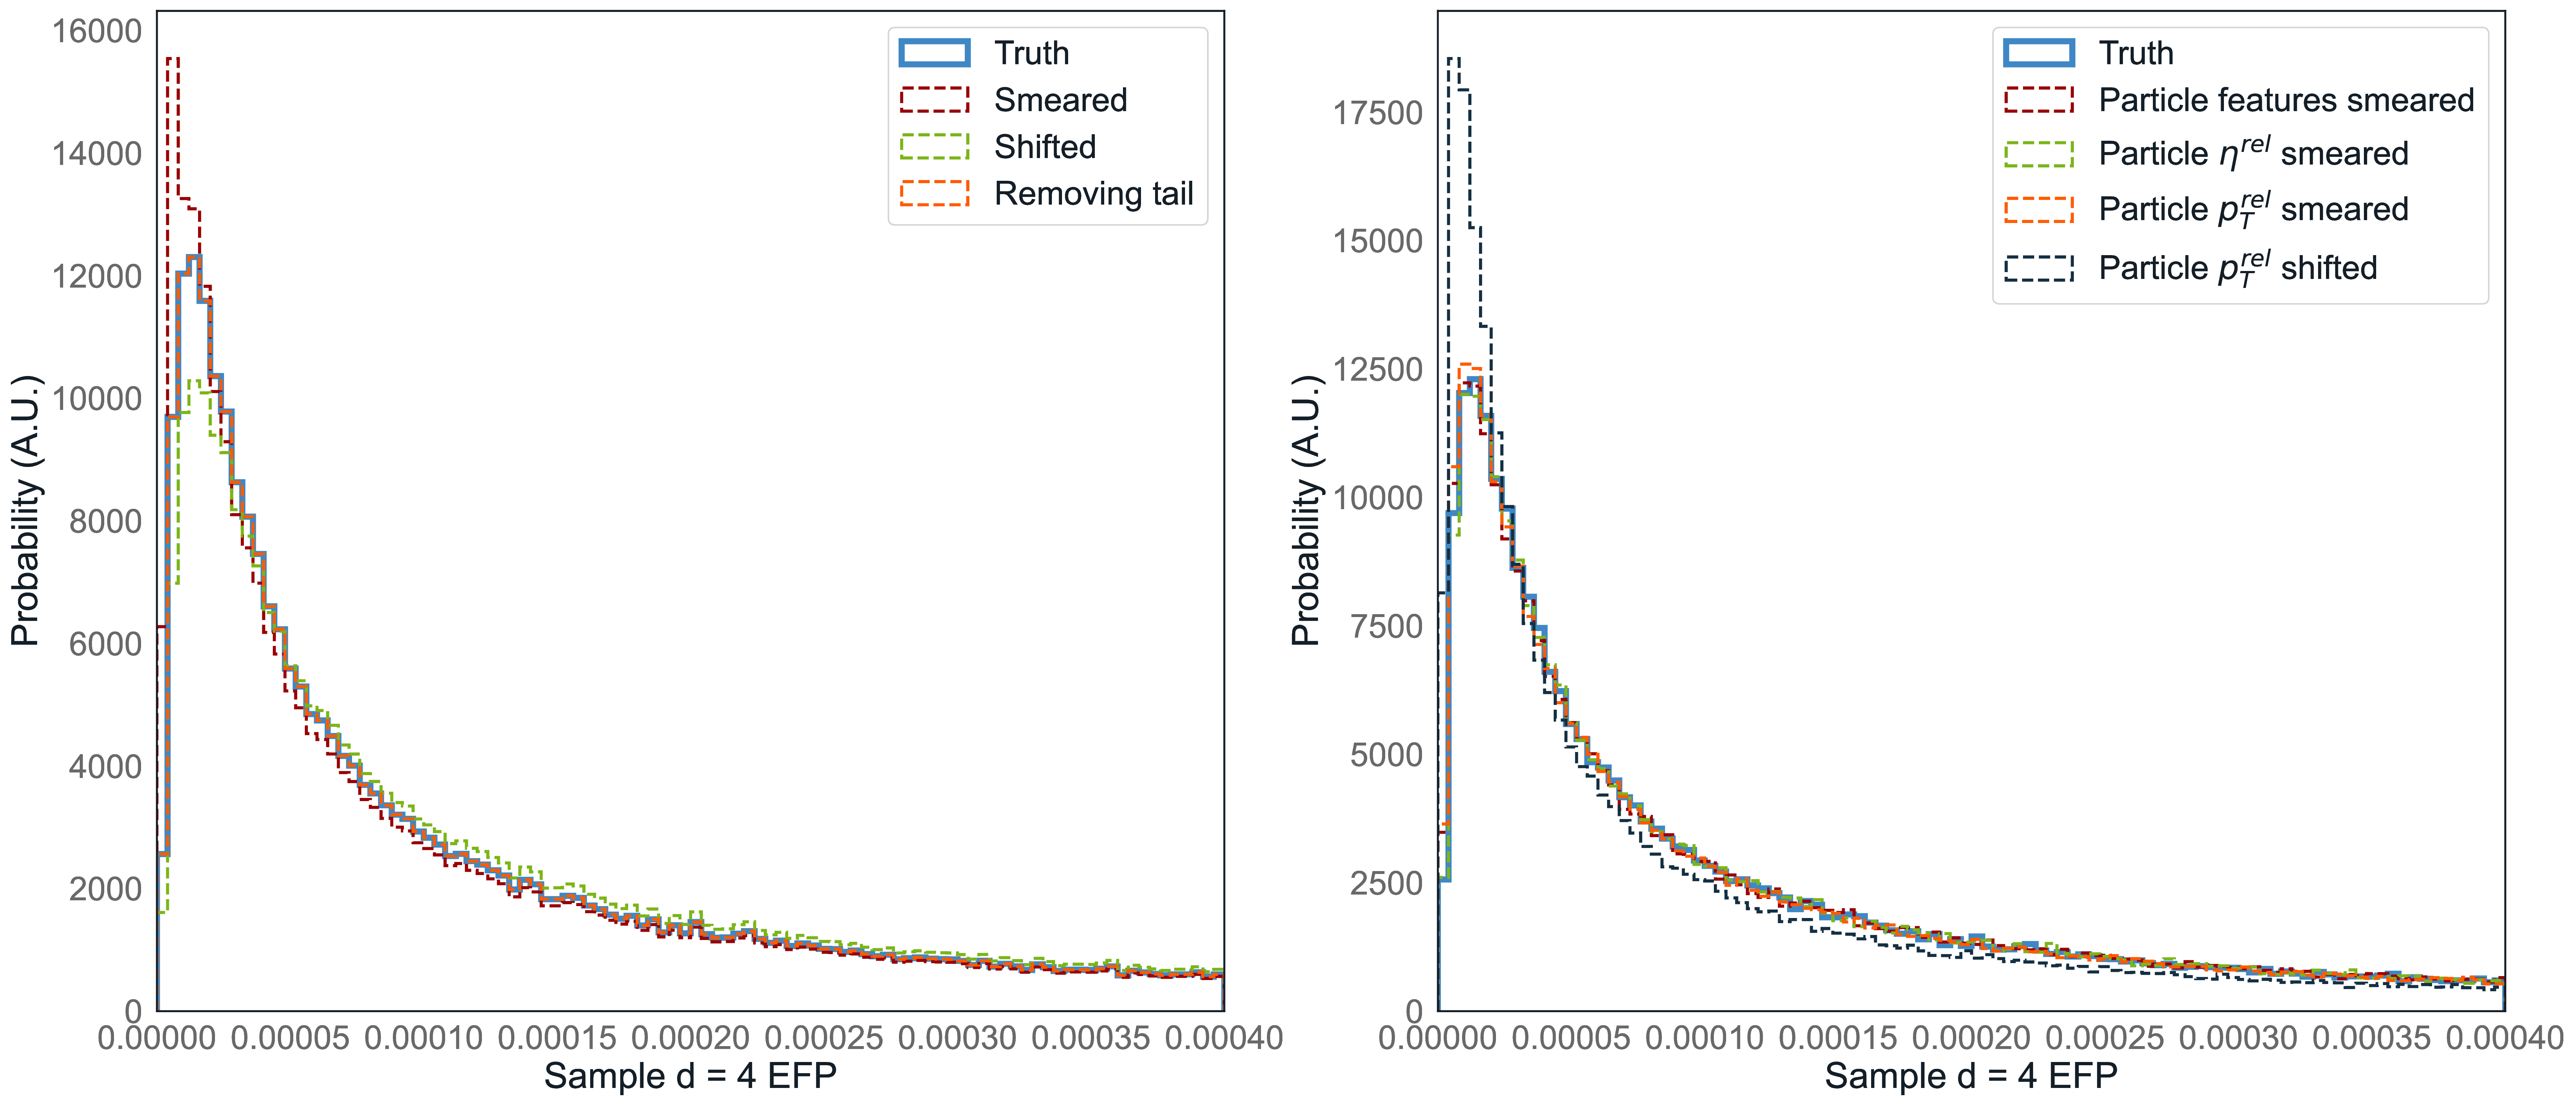 16000
14000
12000
10000
8000
6000
4000
2000
0
Probability (A.U.)
Truth
Smeared
Shifted
Removing tail
0.00000 0.00005 0.00010 0.00015 0.00020 0.00025 0.00030 0.00035 0.00040
Sample d = 4 EFP
17500
15000
12500
10000
7500
5000
2500
0
Probability (A.U.)
Truth
Particle features smeared
Particle η^rel smeared
Particle p_T^rel smeared
Particle p_T^rel shifted
0.00000 0.00005 0.00010 0.00015 0.00020 0.00025 0.00030 0.00035 0.00040
Sample d = 4 EFP